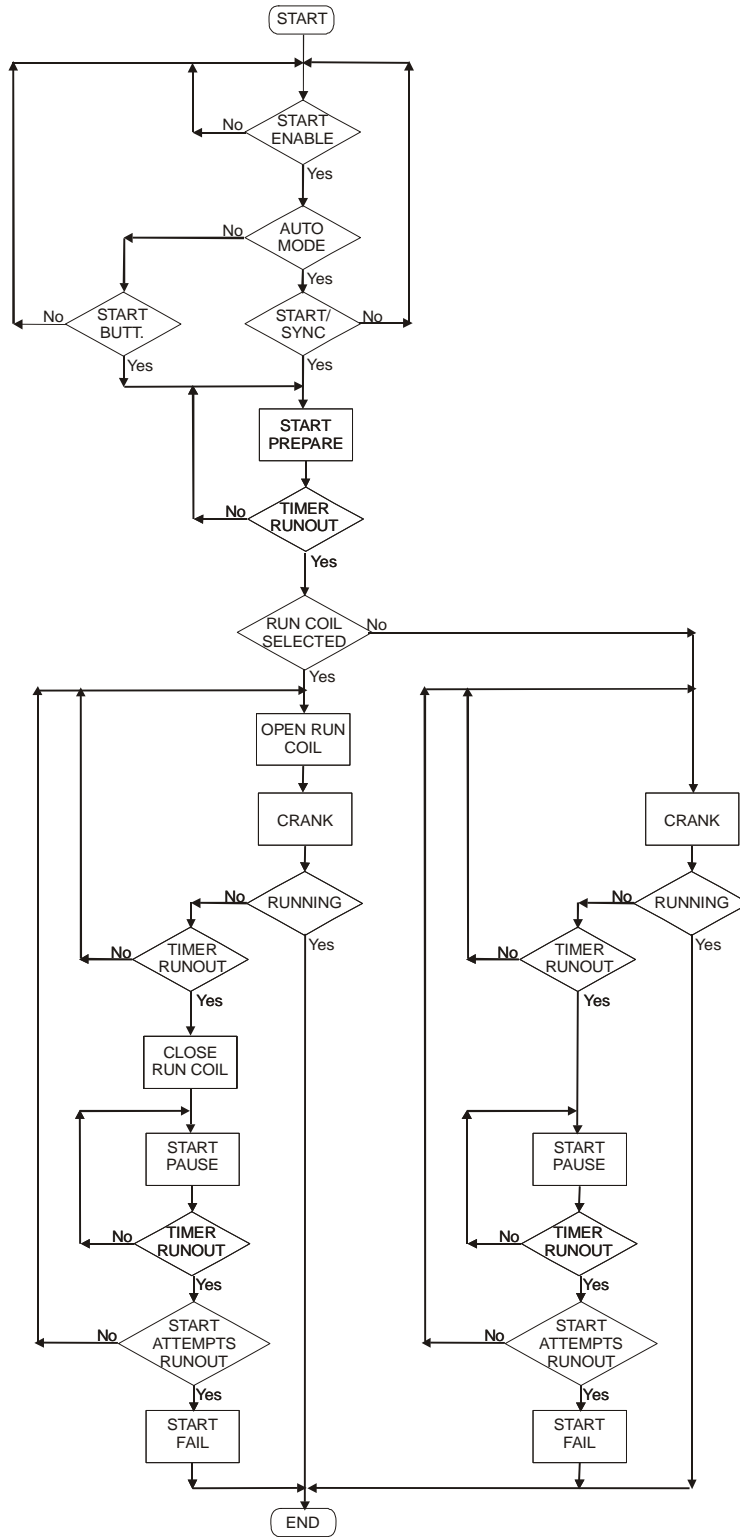 START
START
ENABLE
No
Yes
AUTO
MODE
No
Yes
START
BUTT.
No
Yes
START/
SYNC
No
Yes
START
PREPARE
TIMER
RUNOUT
No
Yes
RUN COIL
SELECTED
No
Yes
OPEN RUN
COIL
CRANK
RUNNING
No
Yes
TIMER
RUNOUT
No
Yes
CLOSE
RUN COIL
START
PAUSE
TIMER
RUNOUT
No
Yes
START
ATTEMPTS
RUNOUT
No
Yes
START
FAIL
CRANK
RUNNING
No
Yes
TIMER
RUNOUT
No
Yes
START
PAUSE
TIMER
RUNOUT
No
Yes
START
ATTEMPTS
RUNOUT
No
Yes
START
FAIL
END